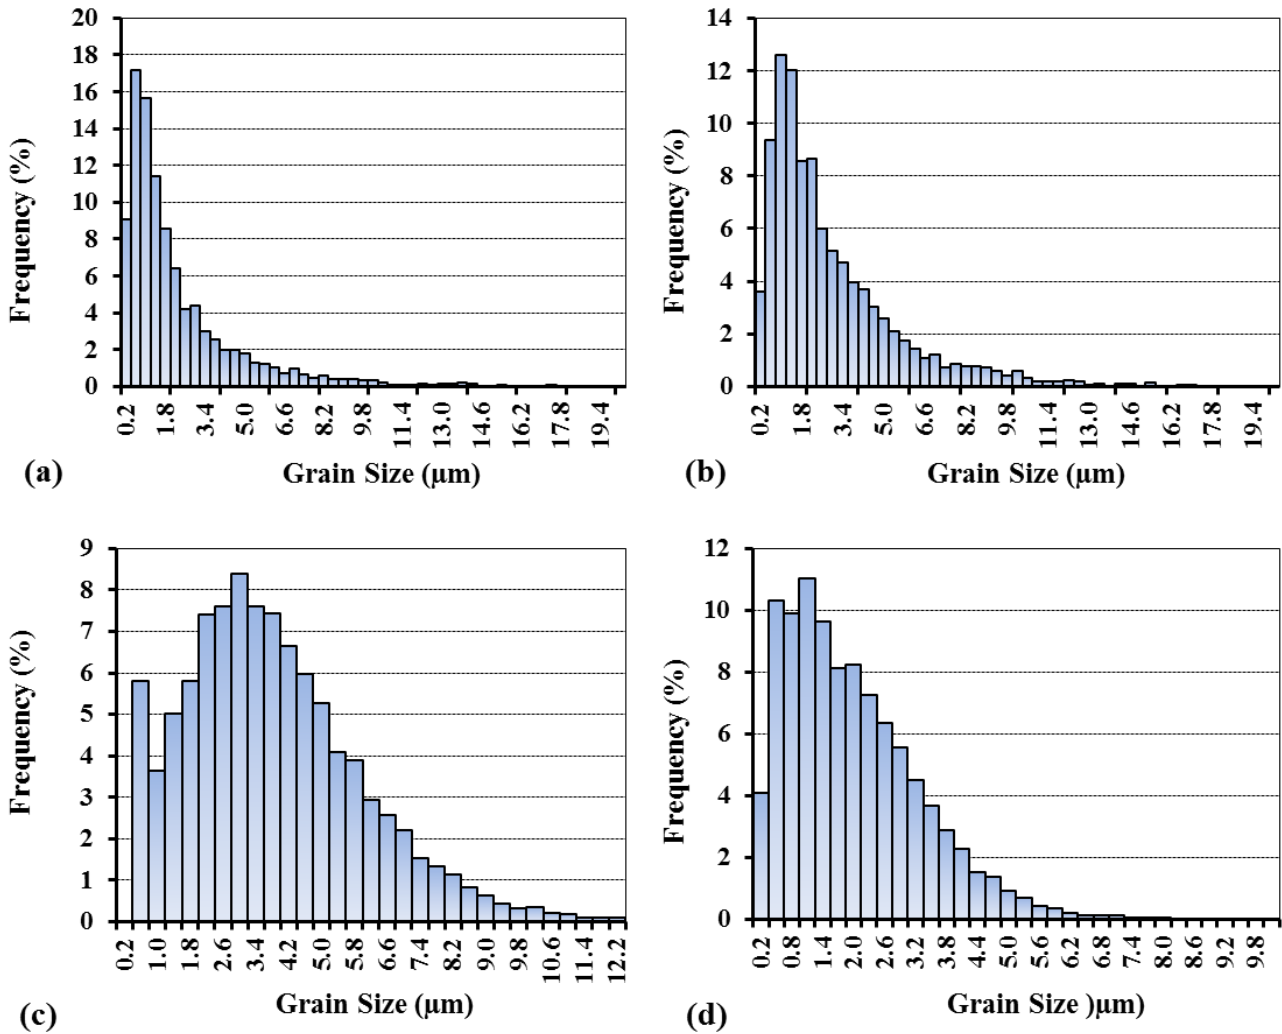 20
18
16
14
12
10
8
6
4
2
0
Frequency (%)
0.2 1.8 3.4 5.0 6.6 8.2 9.8 11.4 13.0 14.6 16.2 17.8 19.4
(a)
Grain Size (μm)
14
12
10
8
6
4
2
0
Frequency (%)
0.2 1.8 3.4 5.0 6.6 8.2 9.8 11.4 13.0 14.6 16.2 17.8 19.4
(b)
Grain Size (μm)
9
8
7
6
5
4
3
2
1
0
Frequency (%)
0.2 1.0 1.8 2.6 3.4 4.2 5.0 5.8 6.6 7.4 8.2 9.0 9.8 10.6 11.4 12.2
(c)
Grain Size (μm)
12
10
8
6
4
2
0
Frequency (%)
0.2 0.8 1.4 2.0 2.6 3.2 3.8 4.4 5.0 5.6 6.2 6.8 7.4 8.0 8.6 9.2 9.8
(d)
Grain Size )μm)